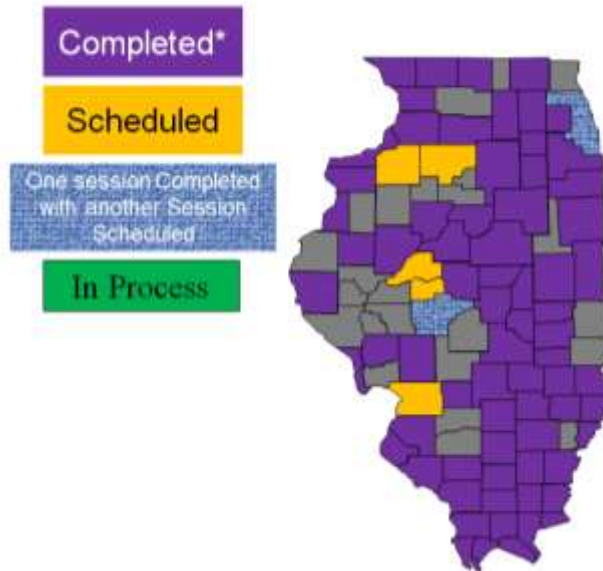 Completed*
Scheduled
One session Completed
with another Session
Scheduled
In Process